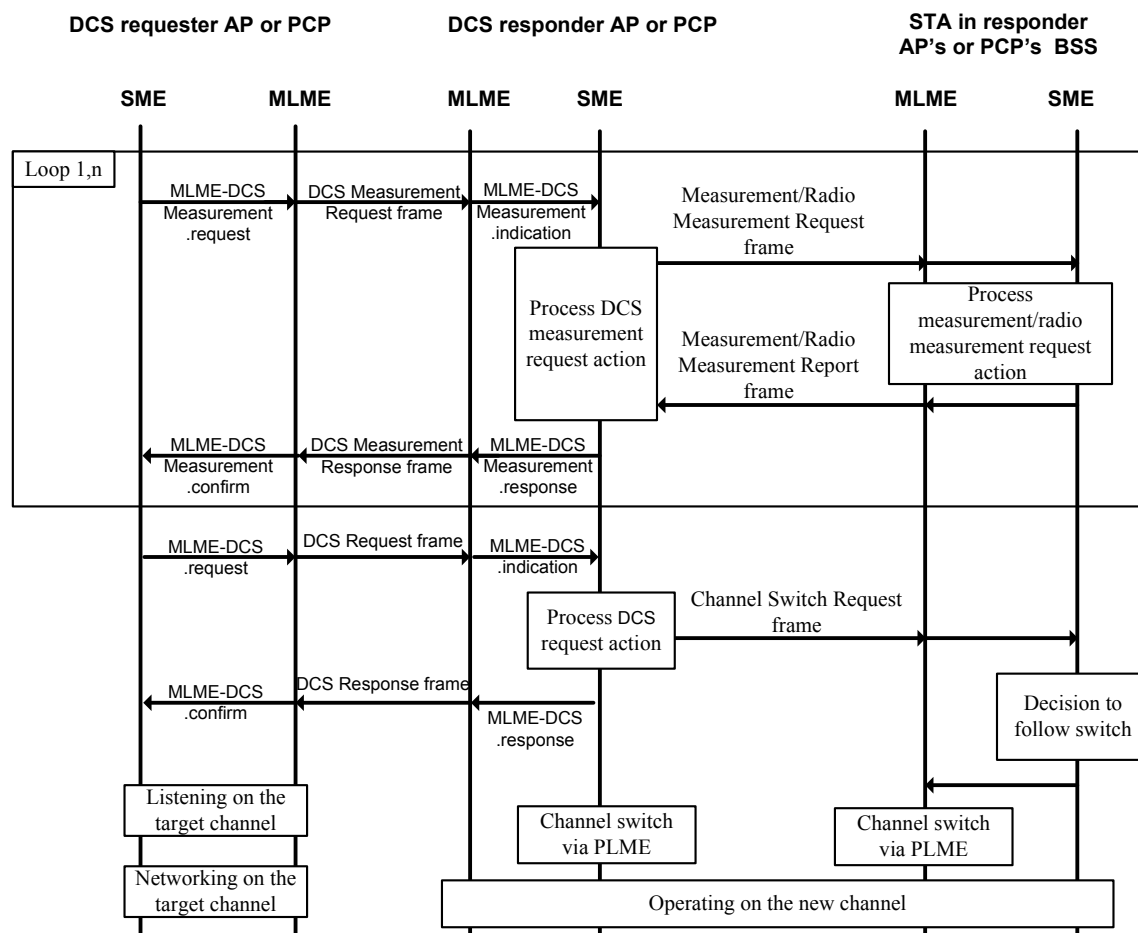 DCS requester AP or PCP
DCS responder AP or PCP
STA in responder
AP's or PCP's BSS
SME
MLME
MLME
SME
MLME
SME
Loop 1,n
MLME-DCS
Measurement
.request
DCS Measurement
Request frame
MLME-DCS
Measurement
.indication
Measurement/Radio
Measurement Request
frame
Process DCS
measurement
request action
Process
measurement/radio
measurement request
action
Measurement/Radio
Measurement Report
frame
MLME-DCS
Measurement
.confirm
DCS Measurement
Response frame
MLME-DCS
Measurement
.response
MLME-DCS
.request
DCS Request frame
MLME-DCS
.indication
Process DCS
request action
Channel Switch Request
frame
MLME-DCS
.confirm
DCS Response frame
MLME-DCS
.response
Decision to
follow switch
Listening on the
target channel
Channel switch
via PLME
Channel switch
via PLME
Networking on the
target channel
Operating on the new channel